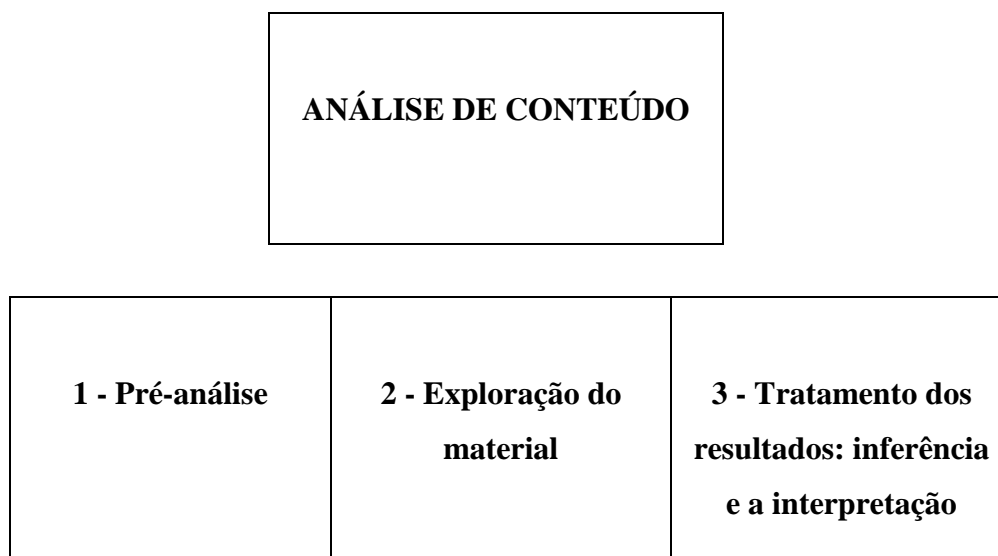 ANÁLISE DE CONTEÚDO
1 - Pré-análise
2 - Exploração do
material
3 - Tratamento dos
resultados: inferência
e a interpretação